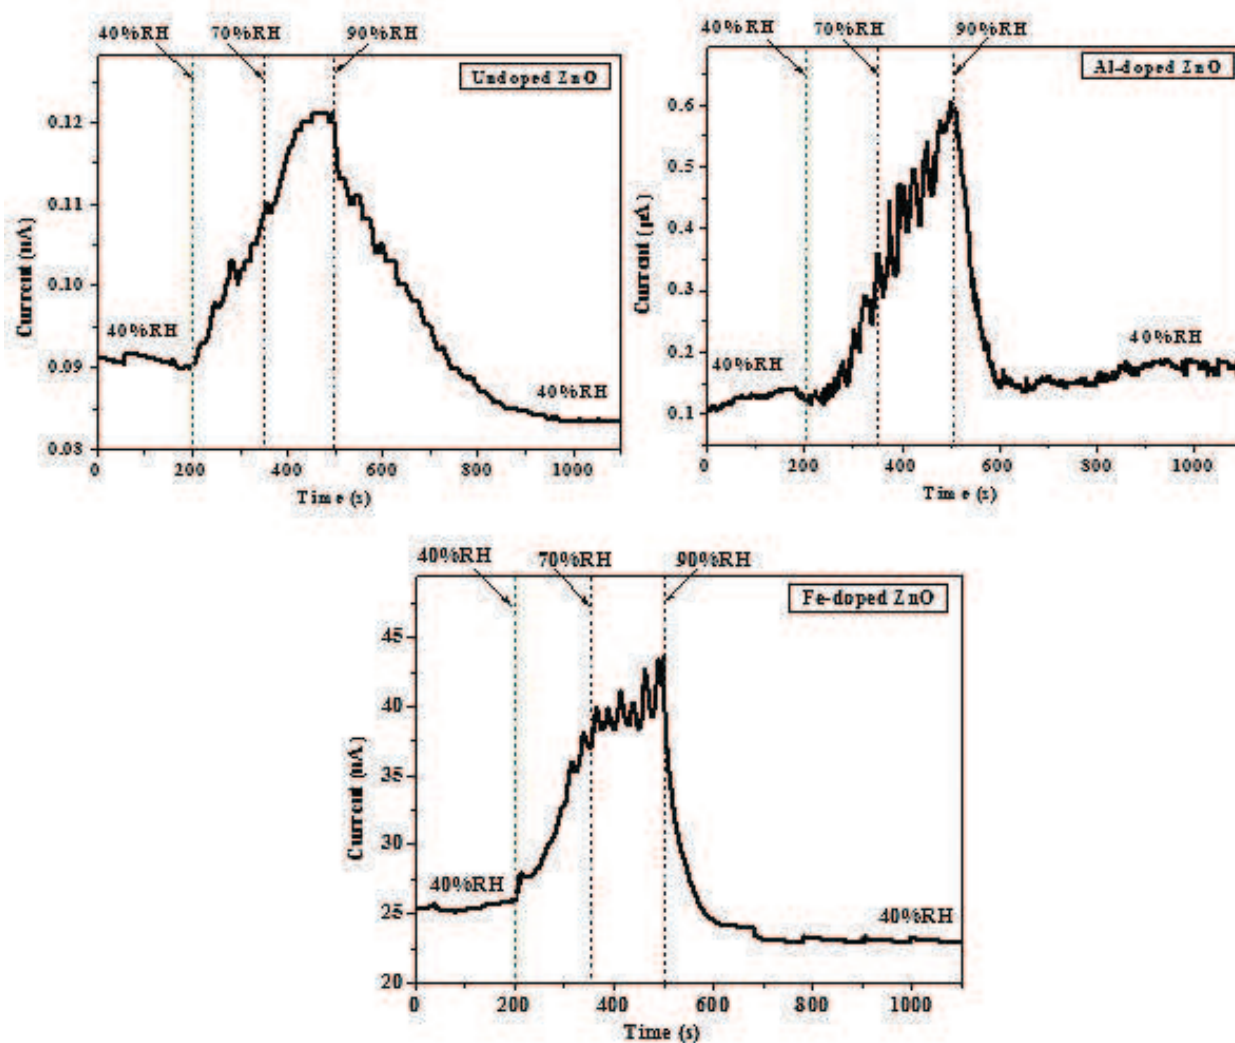 40%RH 70%RH 90%RH
Undoped ZnO
0.12
0.11
0.10
0.09
0.08
Current (nA)
40%RH
40%RH
0 200 400 600 800 1000
Time (s)
40%RH 70%RH 90%RH
Al-doped ZnO
0.6
0.5
0.4
0.3
0.2
0.1
Current (µA)
40%RH
40%RH
0 200 400 600 800 1000
Time (s)
40%RH 70%RH 90%RH
Fe-doped ZnO
45
40
35
30
25
20
Current (nA)
40%RH
40%RH
0 200 400 600 800 1000
Time (s)